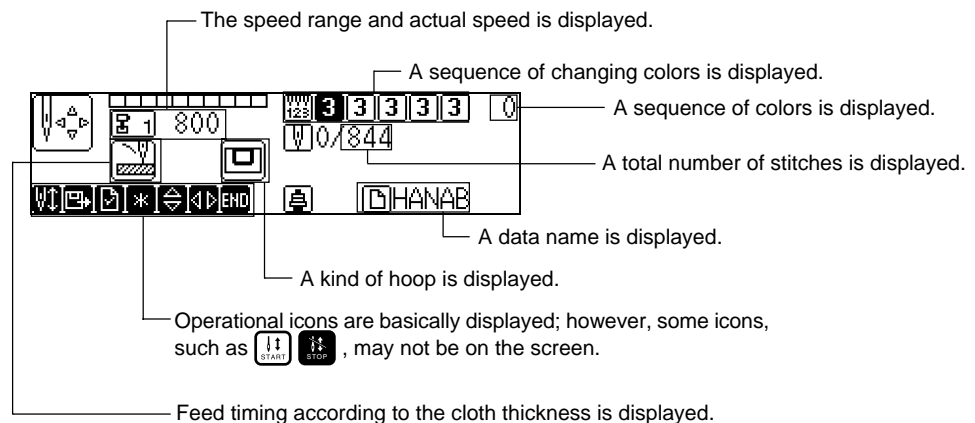 The speed range and actual speed is displayed.
A sequence of changing colors is displayed.
123 3 3 3 3 3 0
A sequence of colors is displayed.
1 800
0/844
A total number of stitches is displayed.
END
HANAB
A data name is displayed.
A kind of hoop is displayed.
Operational icons are basically displayed; however, some icons,
such as START STOP , may not be on the screen.
Feed timing according to the cloth thickness is displayed.